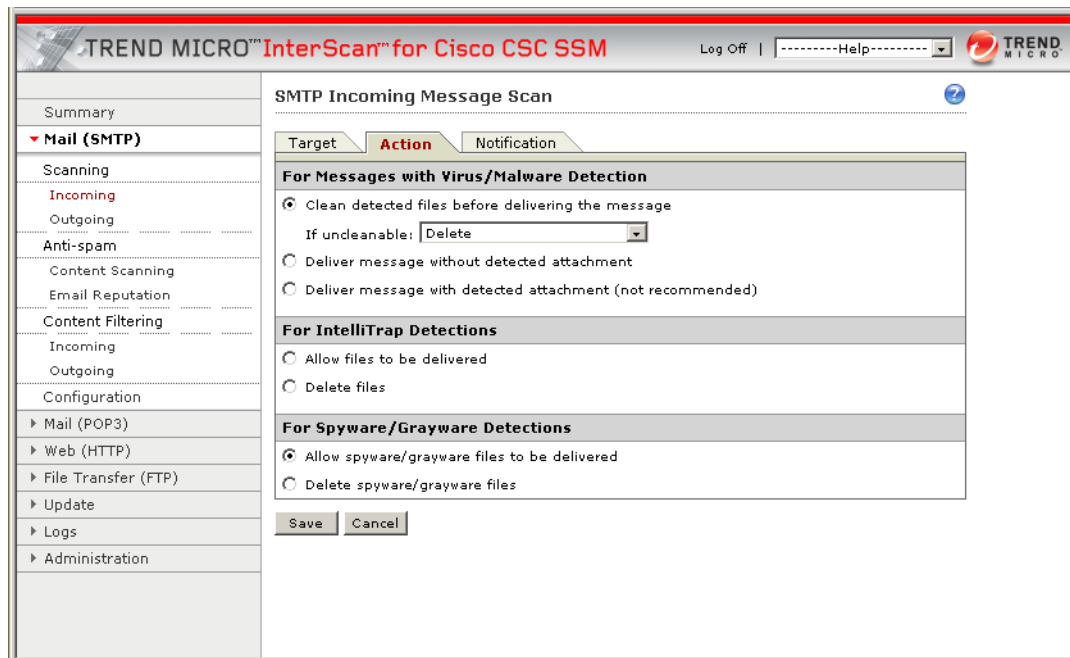 TREND MICRO™ InterScan™ for Cisco CSC SSM
Log Off | ---------Help---------
TREND MICRO
Summary
Mail (SMTP)
Scanning
Incoming
Outgoing
Anti-spam
Content Scanning
Email Reputation
Content Filtering
Incoming
Outgoing
Configuration
Mail (POP3)
Web (HTTP)
File Transfer (FTP)
Update
Logs
Administration
SMTP Incoming Message Scan
?
Target Action Notification
For Messages with Virus/Malware Detection
Clean detected files before delivering the message
If uncleanable: Delete
Deliver message without detected attachment
Deliver message with detected attachment (not recommended)
For IntelliTrap Detections
Allow files to be delivered
Delete files
For Spyware/Grayware Detections
Allow spyware/grayware files to be delivered
Delete spyware/grayware files
Save Cancel